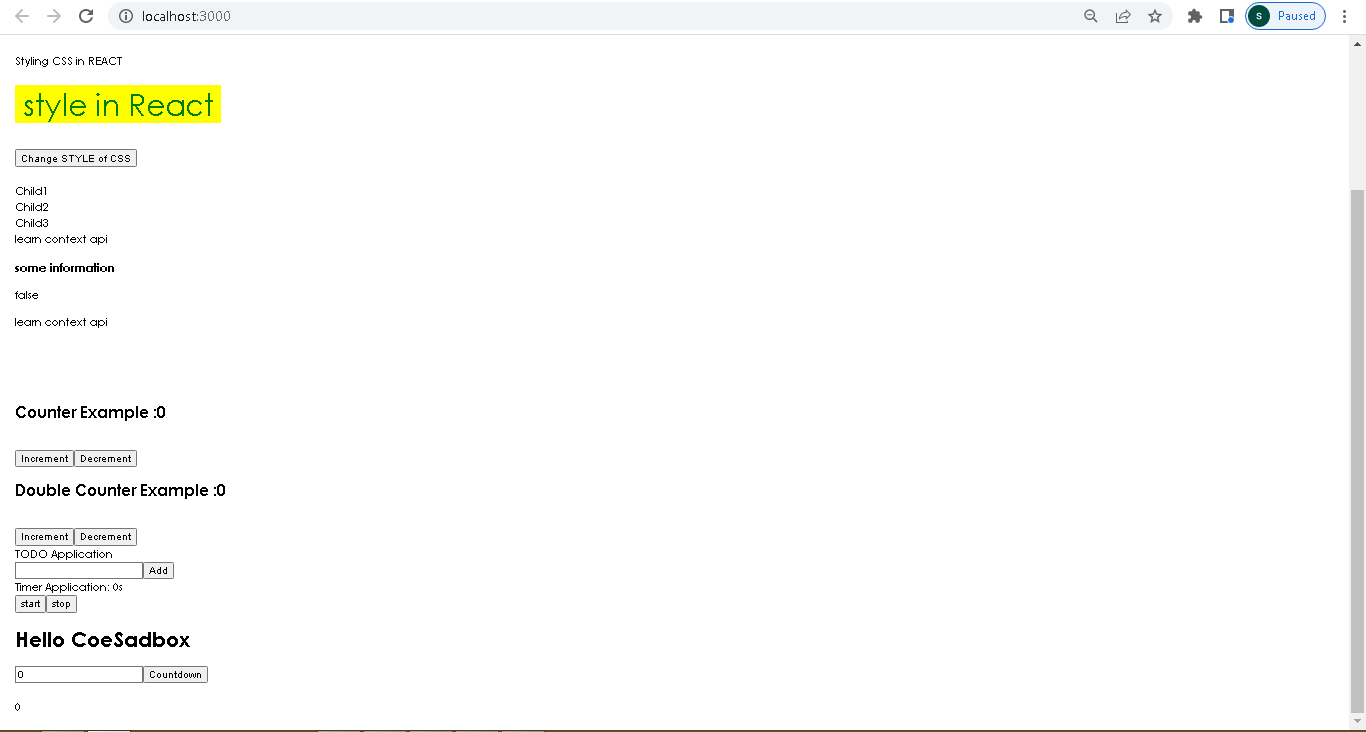 localhost:3000
S Paused
Styling CSS in REACT
style in React
Change STYLE of CSS
Child1
Child2
Child3
learn context api
some information
false
learn context api
Counter Example :0
Increment Decrement
Double Counter Example :0
Increment Decrement
TODO Application
Add
Timer Application: 0s
start stop
Hello CoeSadbox
0 Countdown
0